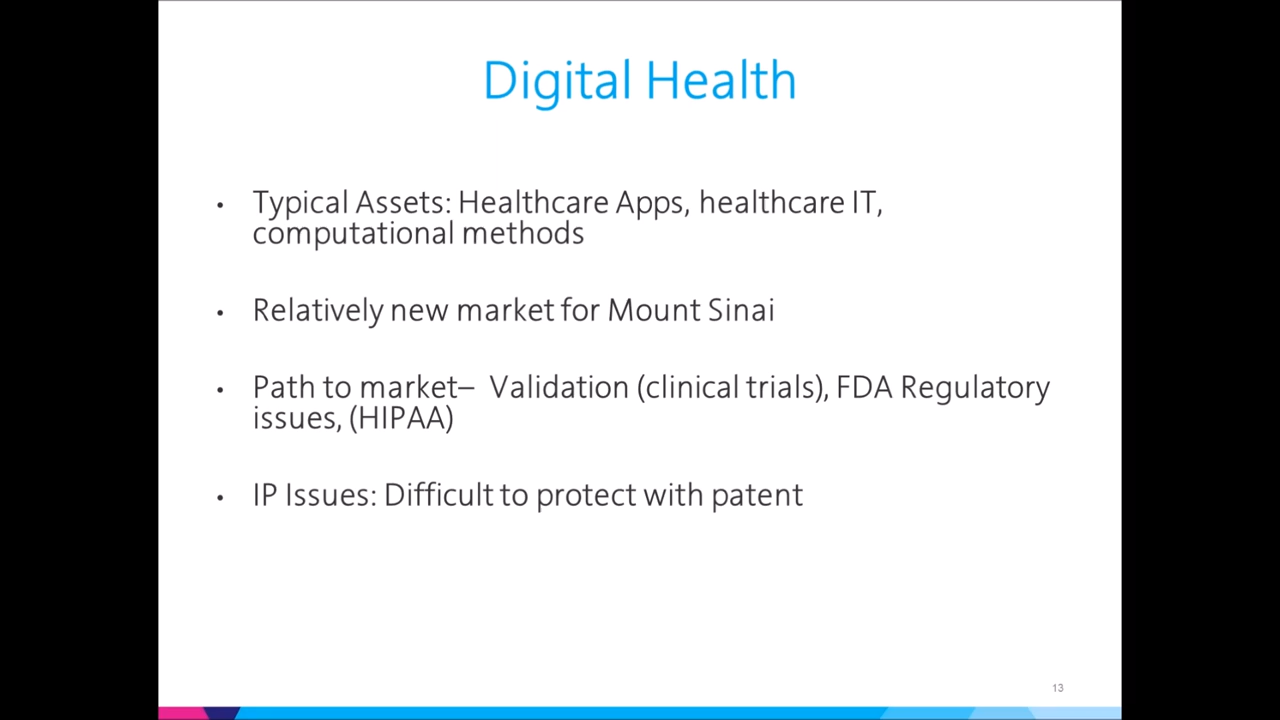 Digital Health
• Typical Assets: Healthcare Apps, healthcare IT,
computational methods
• Relatively new market for Mount Sinai
• Path to market–  Validation (clinical trials), FDA Regulatory
issues, (HIPAA)
• IP Issues: Difficult to protect with patent
13